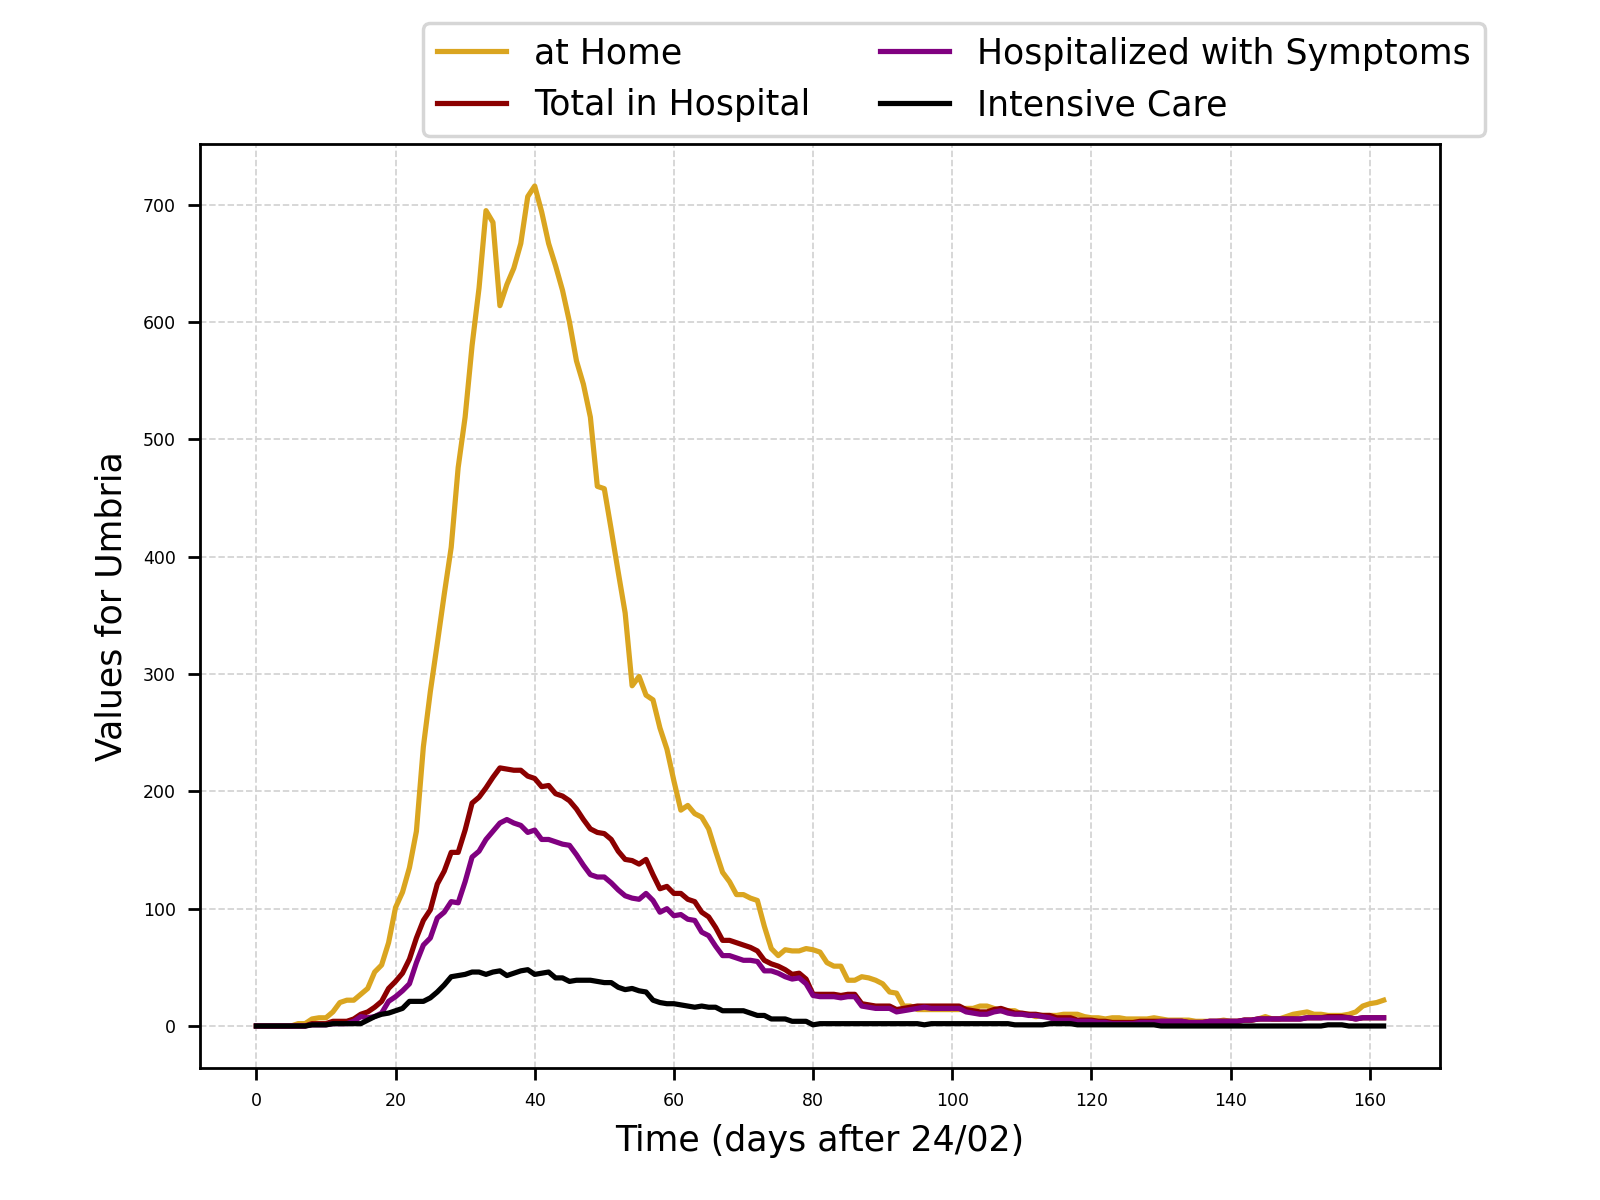 at Home
Total in Hospital
Hospitalized with Symptoms
Intensive Care
Values for Umbria
700
600
500
400
300
200
100
0
0 20 40 60 80 100 120 140 160
Time (days after 24/02)